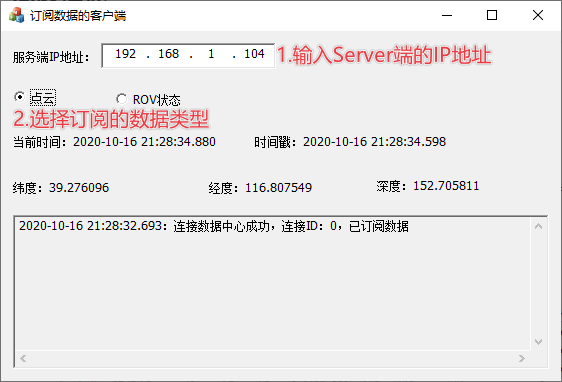 订阅数据的客户端
服务端IP地址: 192 . 168 . 1 . 104 1.输入Server端的IP地址
点云 ROV状态
2.选择订阅的数据类型
当前时间: 2020-10-16 21:28:34.880 时间戳: 2020-10-16 21:28:34.598
纬度: 39.276096 经度: 116.807549 深度: 152.705811
2020-10-16 21:28:32.693: 连接数据中心成功, 连接ID: 0, 已订阅数据